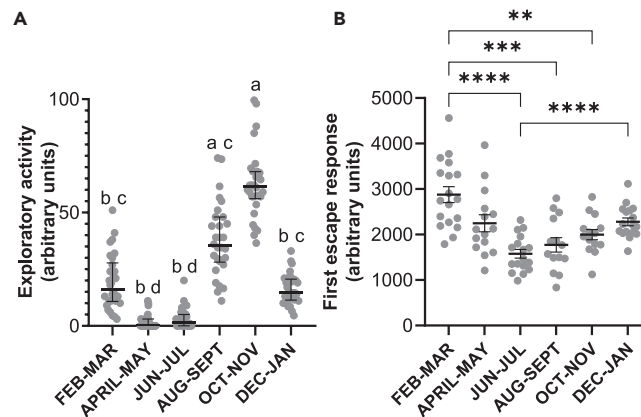 A
Exploratory activity
(arbitrary units)
100
50
0
b c
b d
b d
a c
a
b c
FEB-MAR
APRIL-MAY
JUN-JUL
AUG-SEPT
OCT-NOV
DEC-JAN
B
First escape response
(arbitrary units)
5000
4000
3000
2000
1000
0
**
***
****
****
FEB-MAR
APRIL-MAY
JUN-JUL
AUG-SEPT
OCT-NOV
DEC-JAN